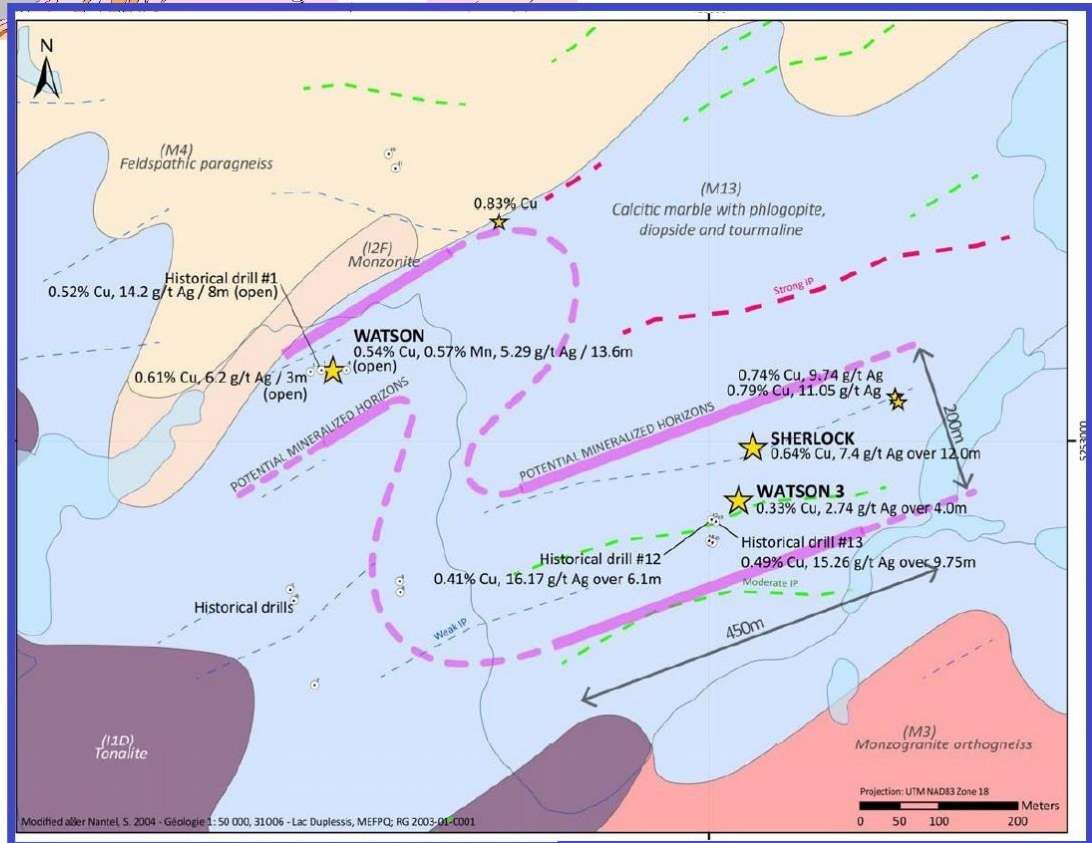 N
(M4)
Feldspathic paragneiss
0.83% Cu
(M13)
Calcitic marble with phlogopite,
diopside and tourmaline
(I2F)
Monzonite
Historical drill #1
0.52% Cu, 14.2 g/t Ag / 8m (open)
Strong IP
WATSON
0.54% Cu, 0.57% Mn, 5.29 g/t Ag / 13.6m
(open)
0.61% Cu, 6.2 g/t Ag / 3m
(open)
0.74% Cu, 9.74 g/t Ag
0.79% Cu, 11.05 g/t Ag
POTENTIAL MINERALIZED HORIZONS
POTENTIAL MINERALIZED HORIZONS
200m
SHERLOCK
0.64% Cu, 7.4 g/t Ag over 12.0m
5253000
WATSON 3
0.33% Cu, 2.74 g/t Ag over 4.0m
Historical drill #12
0.41% Cu, 16.17 g/t Ag over 6.1m
Historical drill #13
0.49% Cu, 15.26 g/t Ag over 9.75m
Moderate IP
Historical drills
Weak IP
450m
(I1D)
Tonalite
(M3)
Monzogranite orthogneiss
Projection: UTM NAD83 Zone 18
Meters
0 50 100 200
Modified after Nantel, S. 2004 - Géologie 1: 50 000, 31O06 - Lac Duplessis, MEFPQ; RG 2003-01-C001